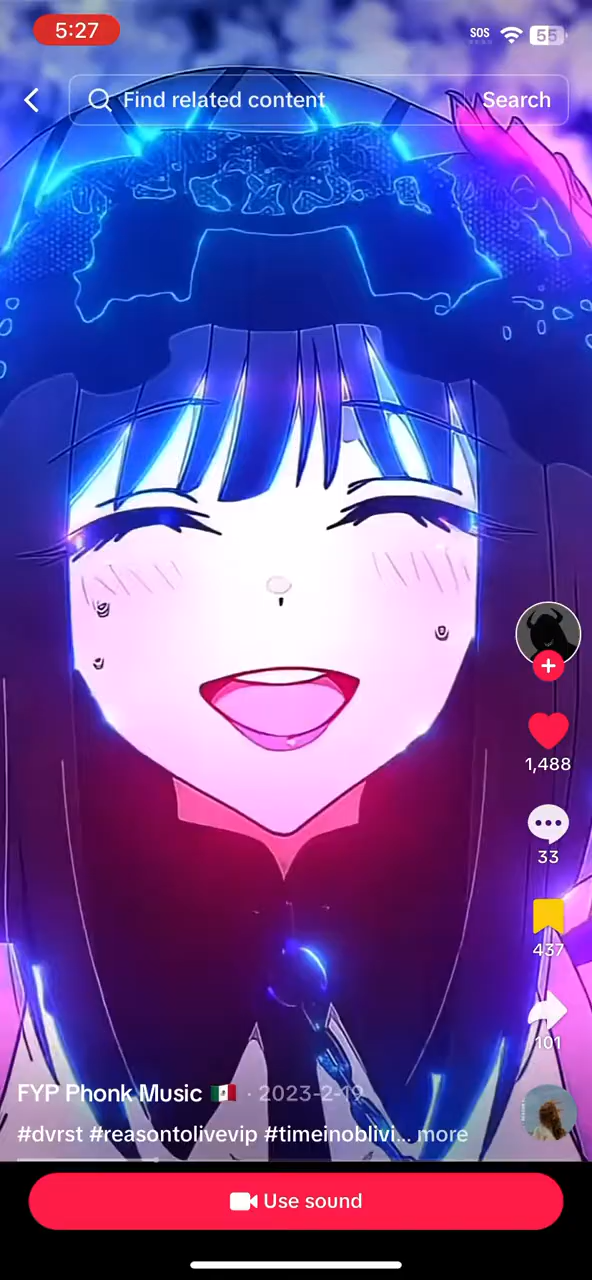 5:27
SOS
55
Find related content
Search
1,488
33
437
101
FYP Phonk Music 🇲🇽 · 2023-2-19
#dvrst #reasontolivevip #timeinoblivi... more
Use sound